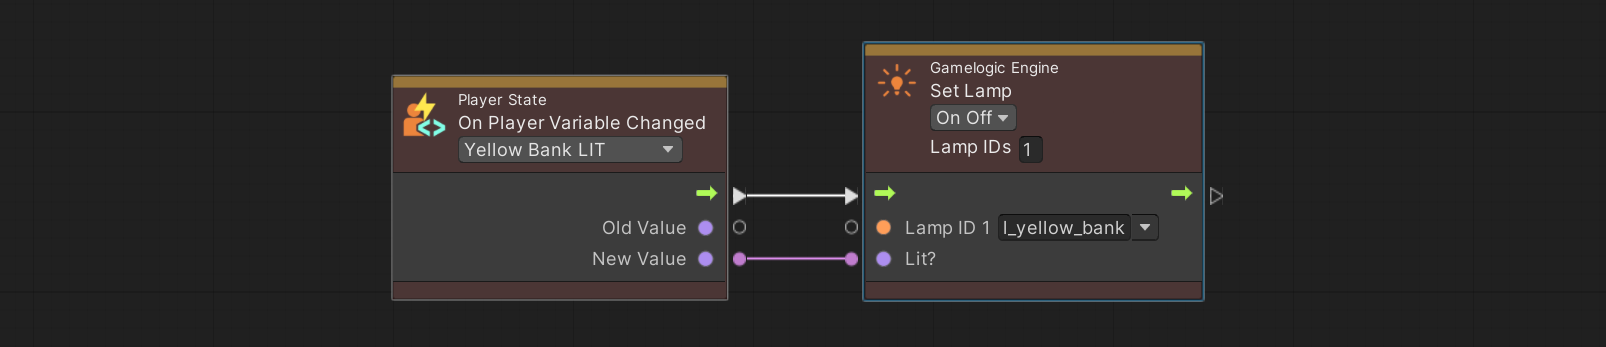 Player State
On Player Variable Changed
Yellow Bank LIT
Old Value
New Value
Gamelogic Engine
Set Lamp
On Off
Lamp IDs 1
Lamp ID 1 l_yellow_bank
Lit?